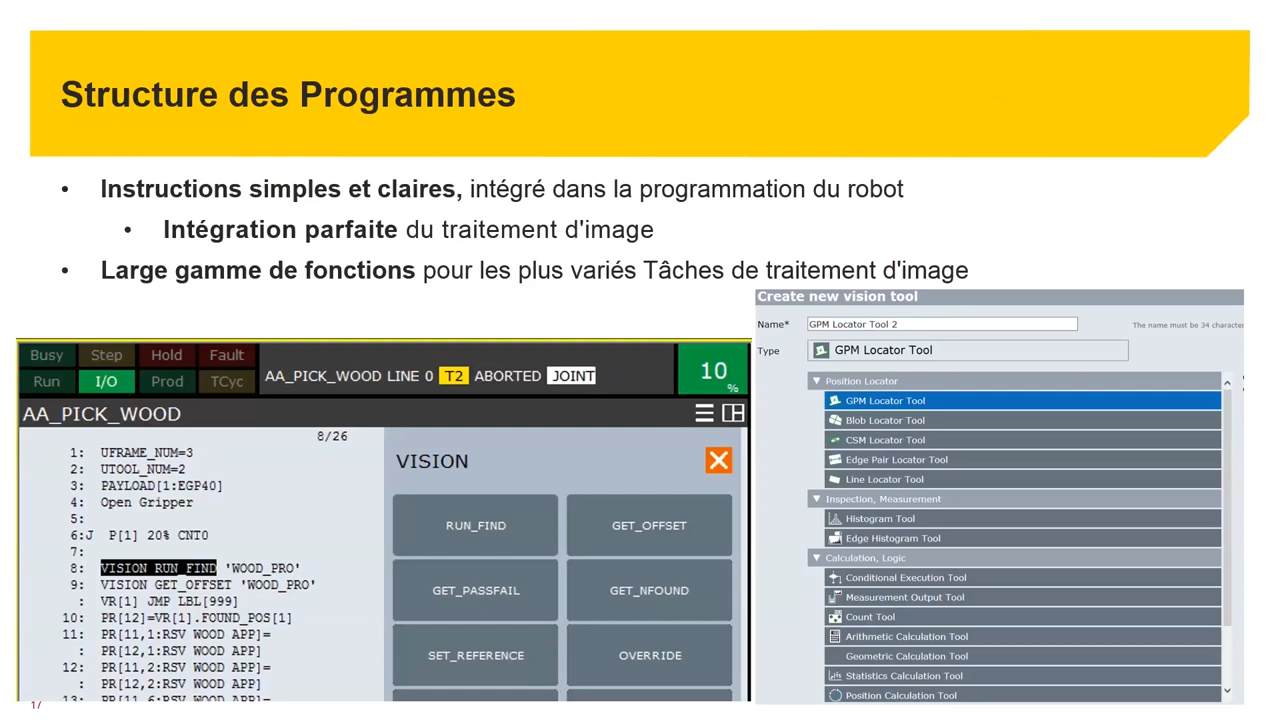 Structure des Programmes
• Instructions simples et claires, intégré dans la programmation du robot
• Intégration parfaite du traitement d'image
• Large gamme de fonctions pour les plus variés Tâches de traitement d'image
Busy Step Hold Fault
Run I/O Prod TCyc
AA_PICK_WOOD LINE 0 T2 ABORTED JOINT
10 %
AA_PICK_WOOD
8/26
1: UFRAME_NUM=3
2: UTOOL_NUM=2
3: PAYLOAD[1:EGP40]
4: Open Gripper
5:
6:J P[1] 20% CNT0
7:
8: VISION RUN_FIND 'WOOD_PRO'
9: VISION GET_OFFSET 'WOOD_PRO'
: VR[1] JMP LBL[999]
10: PR[12]=VR[1].FOUND_POS[1]
11: PR[11,1:RSV WOOD APP]=
: PR[12,1:RSV WOOD APP]
12: PR[11,2:RSV WOOD APP]=
: PR[12,2:RSV WOOD APP]
13: PR[11,6:RSV WOOD APP]=
VISION
RUN_FIND GET_OFFSET
GET_PASSFAIL GET_NFOUND
SET_REFERENCE OVERRIDE
Create new vision tool
Name* GPM Locator Tool 2 The name must be 34 character
Type GPM Locator Tool
Position Locator
GPM Locator Tool
Blob Locator Tool
CSM Locator Tool
Edge Pair Locator Tool
Line Locator Tool
Inspection, Measurement
Histogram Tool
Edge Histogram Tool
Calculation, Logic
Conditional Execution Tool
Measurement Output Tool
Count Tool
Arithmetic Calculation Tool
Geometric Calculation Tool
Statistics Calculation Tool
Position Calculation Tool
17